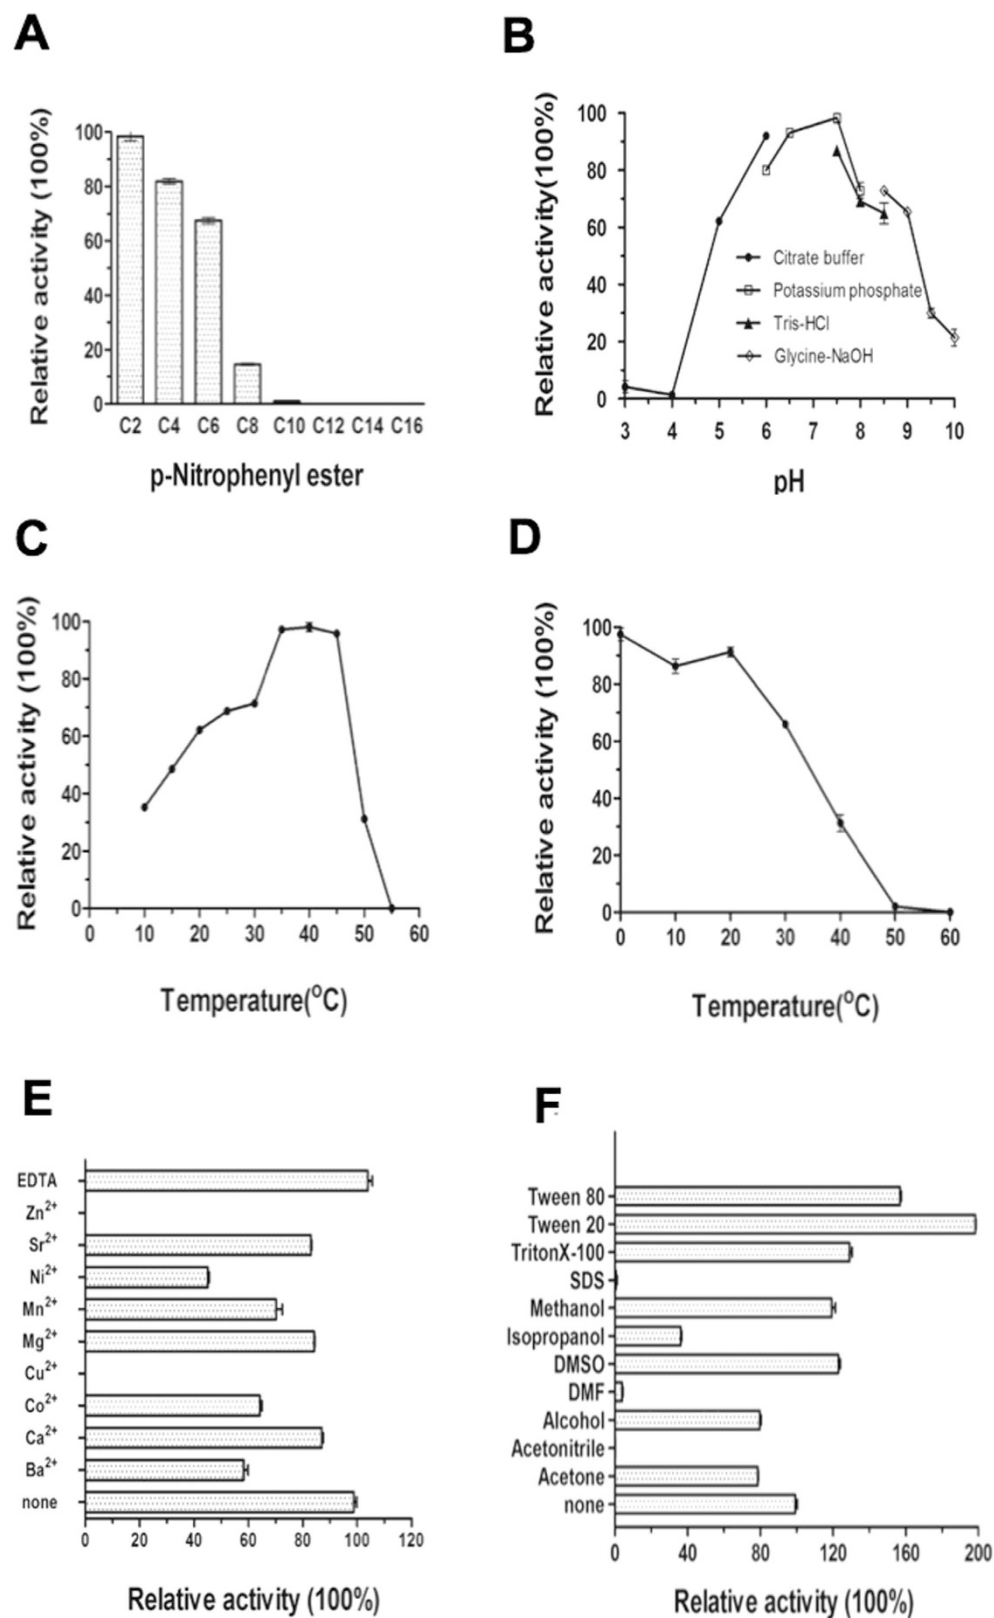 A
Relative activity (100%)
100
80
60
40
20
0
C2 C4 C6 C8 C10 C12 C14 C16
p-Nitrophenyl ester
B
Relative activity(100%)
100
80
60
40
20
0
Citrate buffer
Potassium phosphate
Tris-HCl
Glycine-NaOH
3 4 5 6 7 8 9 10
pH
C
Relative activity (100%)
100
80
60
40
20
0
0 10 20 30 40 50 60
Temperature(°C)
D
Relative activity (100%)
100
80
60
40
20
0
0 10 20 30 40 50 60
Temperature(°C)
E
EDTA
Zn²⁺
Sr²⁺
Ni²⁺
Mn²⁺
Mg²⁺
Cu²⁺
Co²⁺
Ca²⁺
Ba²⁺
none
0 20 40 60 80 100 120
Relative activity (100%)
F
Tween 80
Tween 20
TritonX-100
SDS
Methanol
Isopropanol
DMSO
DMF
Alcohol
Acetonitrile
Acetone
none
0 40 80 120 160 200
Relative activity (100%)